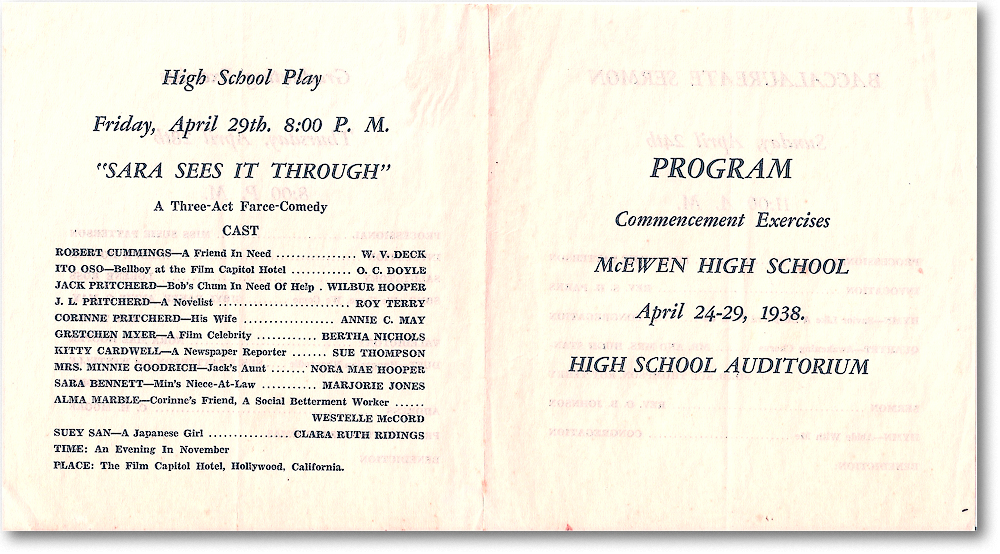 High School Play
Friday, April 29th. 8:00 P. M.
"SARA SEES IT THROUGH"
A Three-Act Farce-Comedy
CAST
ROBERT CUMMINGS—A Friend In Need ............... W. V. DECK
ITO OSO—Bellboy at the Film Capitol Hotel ........... O. C. DOYLE
JACK PRITCHERD—Bob's Chum In Need Of Help . WILBUR HOOPER
J. L. PRITCHERD—A Novelist ........................ ROY TERRY
CORINNE PRITCHERD—His Wife ................. ANNIE C. MAY
GRETCHEN MYER—A Film Celebrity ........... BERTHA NICHOLS
KITTY CARDWELL—A Newspaper Reporter ....... SUE THOMPSON
MRS. MINNIE GOODRICH—Jack's Aunt ....... NORA MAE HOOPER
SARA BENNETT—Min's Niece-At-Law ........... MARJORIE JONES
ALMA MARBLE—Corinne's Friend, A Social Betterment Worker ......
WESTELLE McCORD
SUEY SAN—A Japanese Girl ................ CLARA RUTH RIDINGS
TIME: An Evening In November
PLACE: The Film Capitol Hotel, Hollywood, California.
PROGRAM
Commencement Exercises
McEWEN HIGH SCHOOL
April 24-29, 1938.
HIGH SCHOOL AUDITORIUM